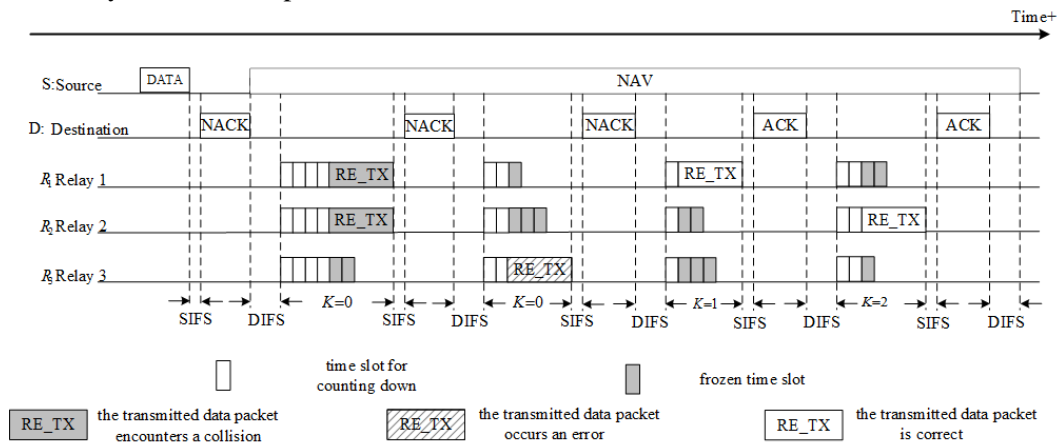 Time+
S:Source DATA NAV
D: Destination NACK NACK NACK ACK ACK
R1 Relay 1 RE_TX RE_TX
R2 Relay 2 RE_TX RE_TX
R3 Relay 3 RE_TX
K=0 K=0 K=1 K=2
SIFS DIFS SIFS DIFS SIFS DIFS SIFS DIFS SIFS DIFS
time slot for
counting down
frozen time slot
RE_TX the transmitted data packet
encounters a collision
RE_TX the transmitted data packet
occurs an error
RE_TX the transmitted data packet
is correct